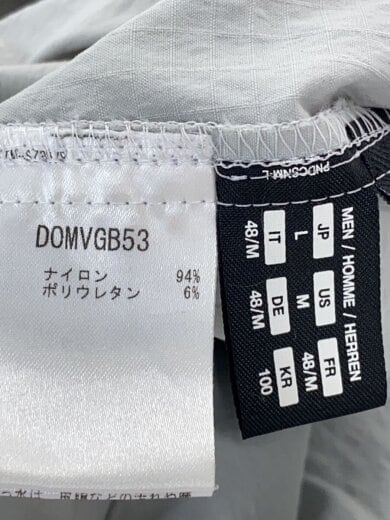 DOMVGB53
ナイロン 94%
ポリウレタン 6%
PNDCSNM-L
MEN / HOMME / HERREN
JP L US M FR 48/M
IT 48/M DE 48/M KR 100